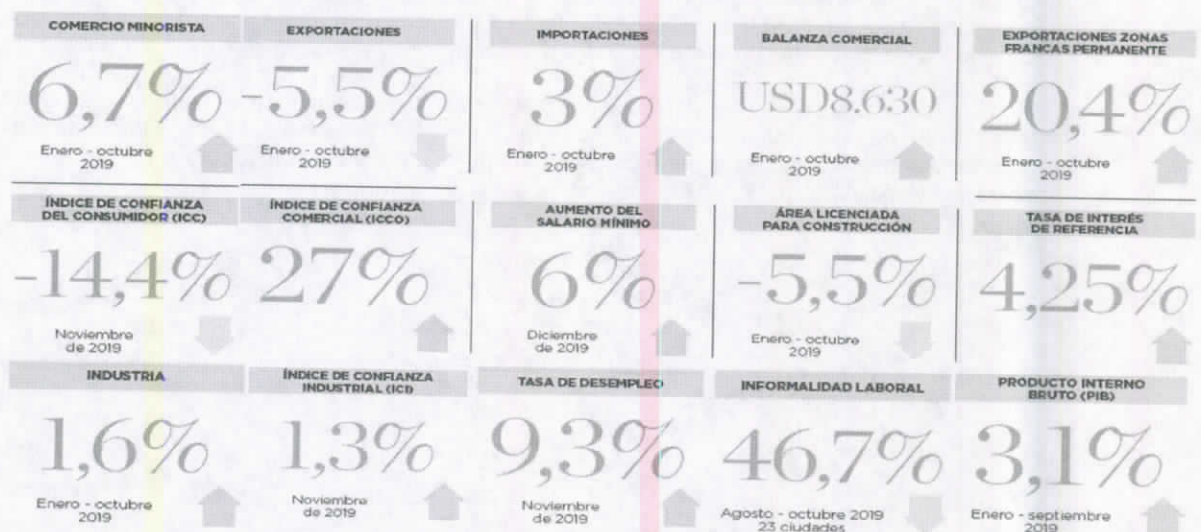 COMERCIO MINORISTA
6,7%
Enero - octubre
2019
EXPORTACIONES
-5,5%
Enero - octubre
2019
IMPORTACIONES
3%
Enero - octubre
2019
BALANZA COMERCIAL
USD8.630
Enero - octubre
2019
EXPORTACIONES ZONAS
FRANCAS PERMANENTE
20,4%
Enero - octubre
2019
ÍNDICE DE CONFIANZA
DEL CONSUMIDOR (ICC)
-14,4%
Noviembre
de 2019
ÍNDICE DE CONFIANZA
COMERCIAL (ICCO)
27%
AUMENTO DEL
SALARIO MÍNIMO
6%
Diciembre
de 2019
ÁREA LICENCIADA
PARA CONSTRUCCIÓN
-5,5%
Enero - octubre
2019
TASA DE INTERÉS
DE REFERENCIA
4,25%
INDUSTRIA
1,6%
Enero - octubre
2019
ÍNDICE DE CONFIANZA
INDUSTRIAL (ICI)
1,3%
Noviembre
de 2019
TASA DE DESEMPLEO
9,3%
Noviembre
de 2019
INFORMALIDAD LABORAL
46,7%
Agosto - octubre 2019
23 ciudades
PRODUCTO INTERNO
BRUTO (PIB)
3,1%
Enero - septiembre
2019